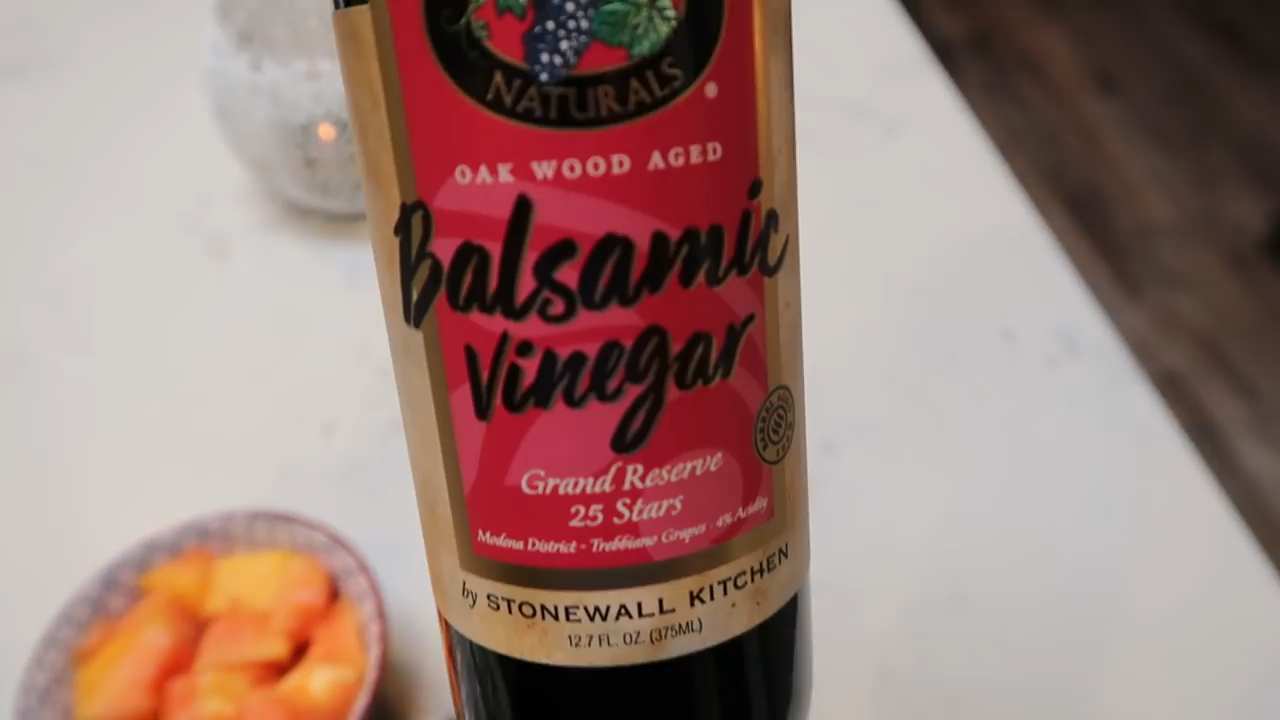 NATURALS
OAK WOOD AGED
Balsamic
Vinegar
Grand Reserve
25 Stars
Modena District - Trebbiano Grapes - 4% Acidity
by STONEWALL KITCHEN
12.7 FL. OZ. (375ML)